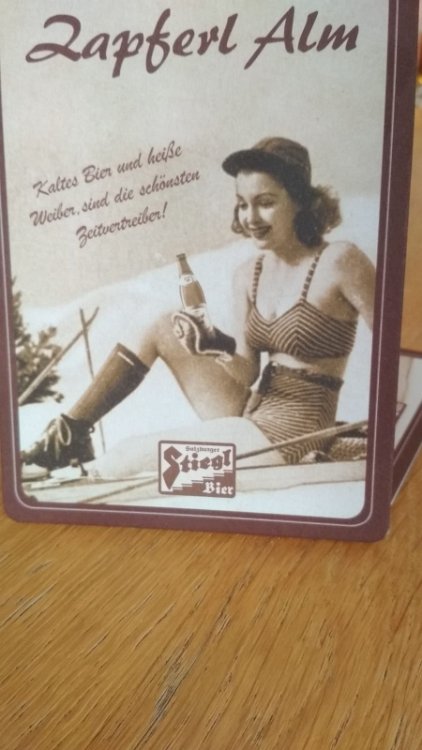 Zapferl Alm
Kaltes Bier und heiße
Weiber, sind die schönsten
Zeitvertreiber!
Salzburger
Stiegl
Bier